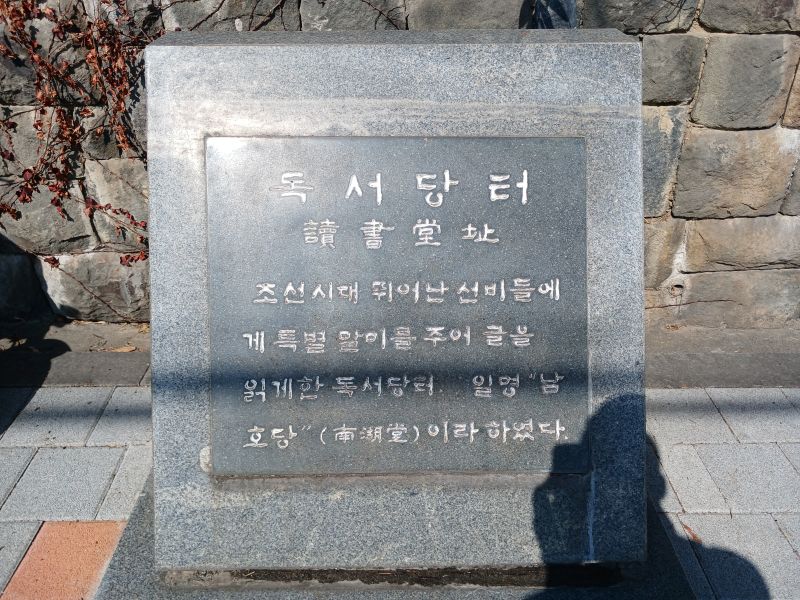 독서당터
讀書堂址
조선시대 뛰어난 선비들에
게 특별 말미를 주어 글을
읽게한 독서당터. 일명 "남
호당" (南湖堂) 이라 하였다.